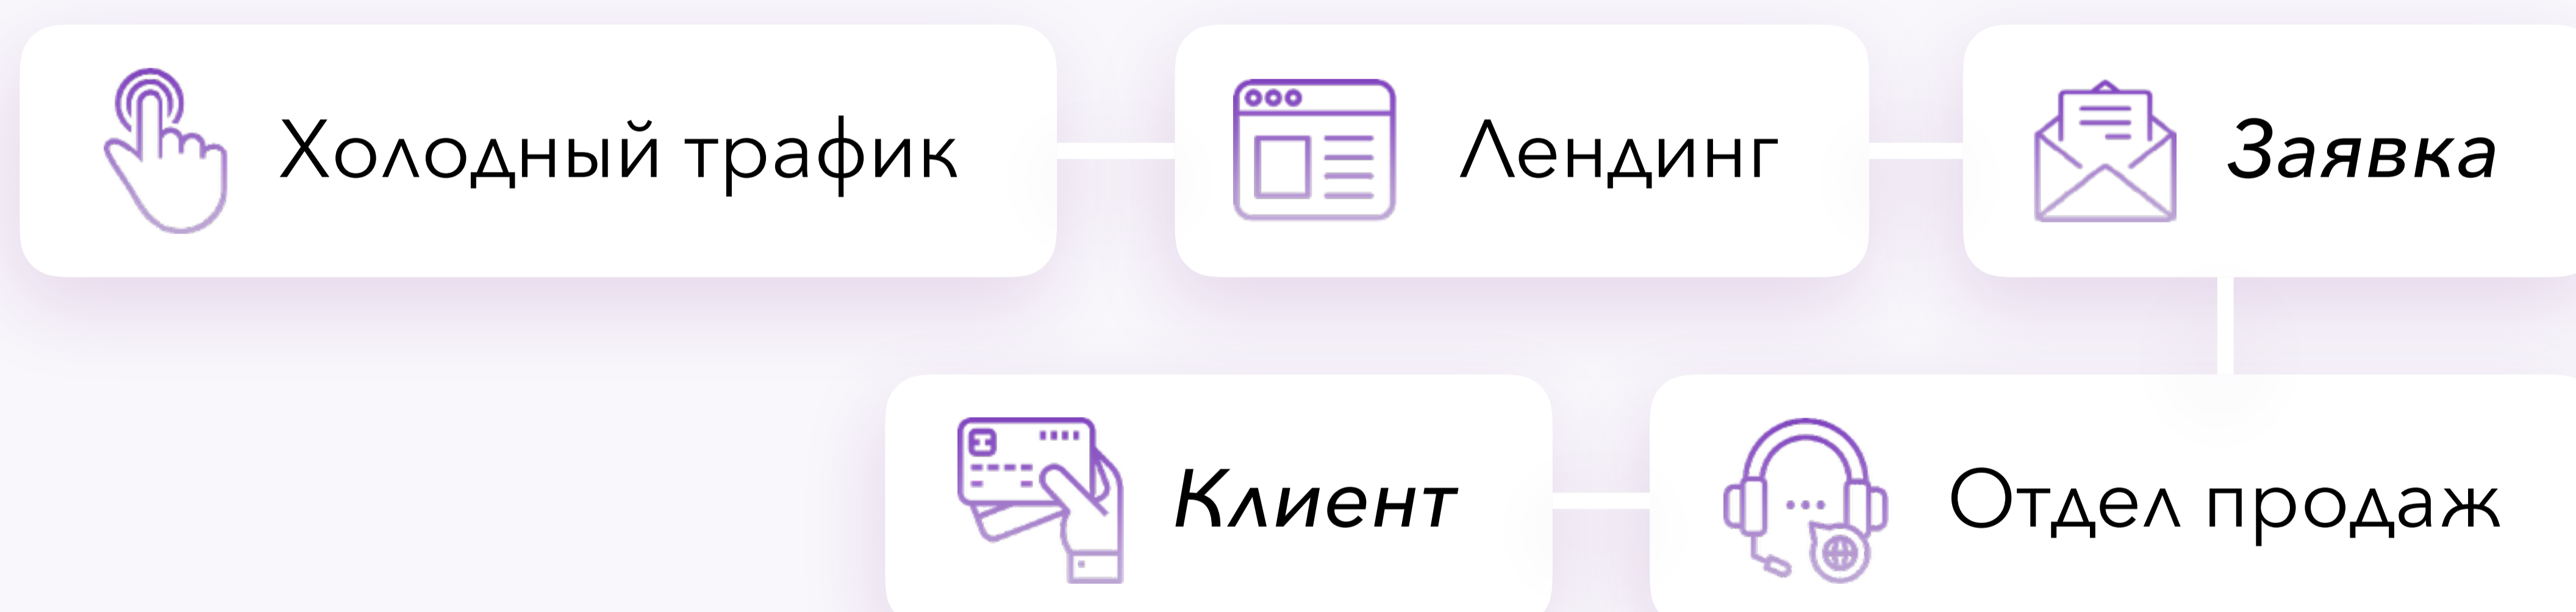 Холодный трафик
Лендинг
Заявка
Клиент
Отдел продаж